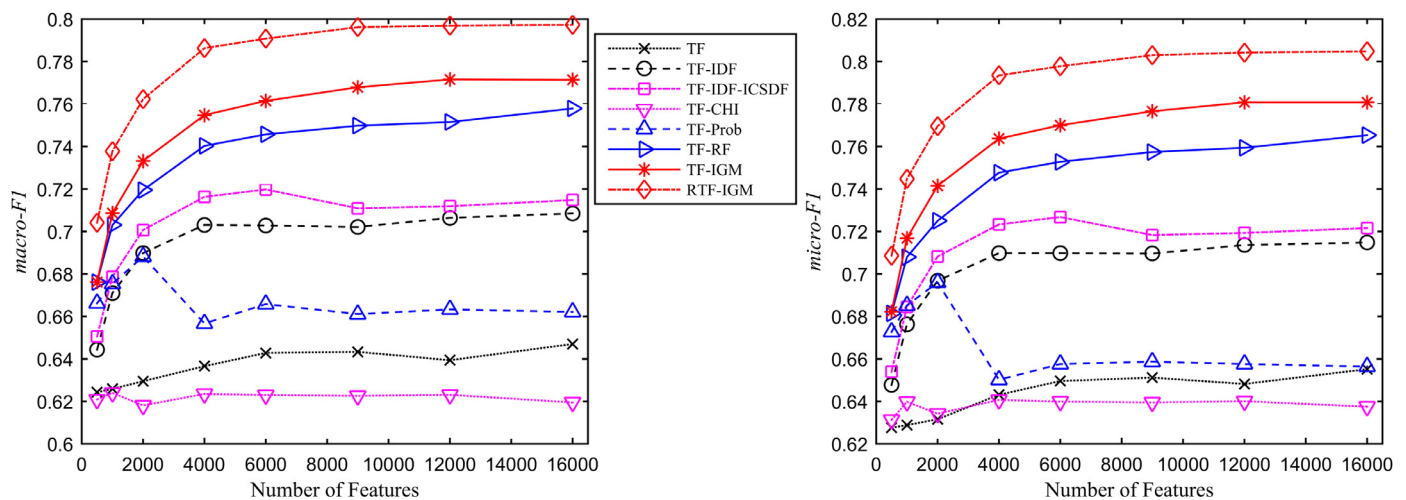 macro-F1
0.8
0.78
0.76
0.74
0.72
0.7
0.68
0.66
0.64
0.62
0.6
0 2000 4000 6000 8000 10000 12000 14000 16000
Number of Features
TF
TF-IDF
TF-IDF-ICSDF
TF-CHI
TF-Prob
TF-RF
TF-IGM
RTF-IGM
micro-F1
0.82
0.8
0.78
0.76
0.74
0.72
0.7
0.68
0.66
0.64
0.62
0 2000 4000 6000 8000 10000 12000 14000 16000
Number of Features